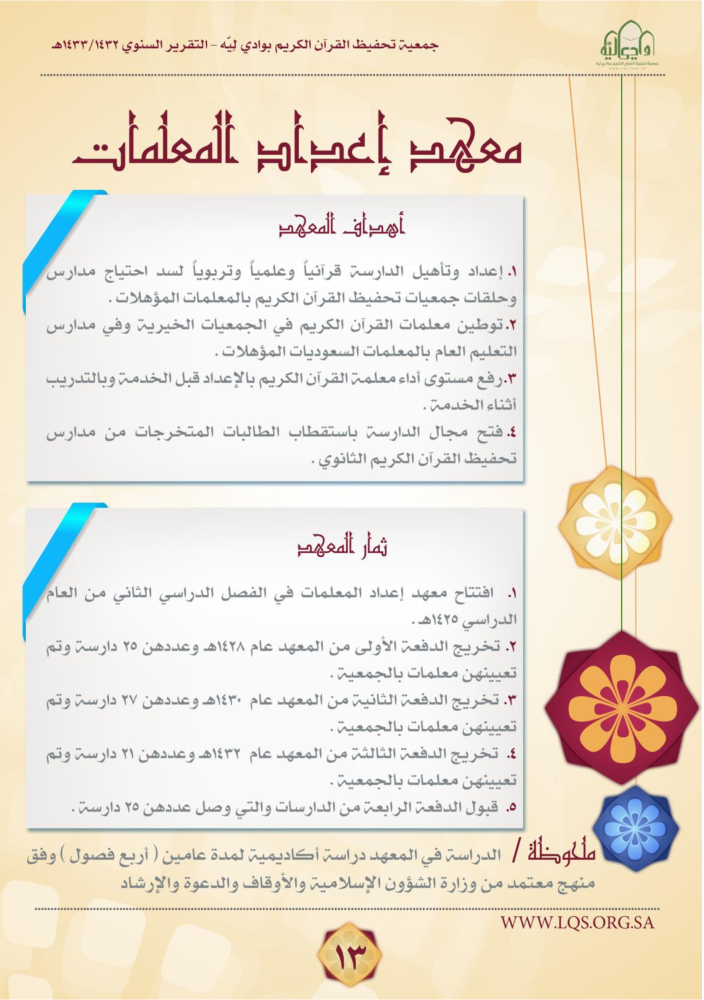 جمعية تحفيظ القرآن الكريم بوادي لِيّه - التقرير السنوي ١٤٣٣/١٤٣٢هـ
وادي ليّه
معهد إعداد المعلمات
أهداف المعهد
١. إعداد وتأهيل الدارسة قرآنياً وعلمياً وتربوياً لسد احتياج مدارس
وحلقات جمعيات تحفيظ القرآن الكريم بالمعلمات المؤهلات .
٢. توطين معلمات القرآن الكريم في الجمعيات الخيرية وفي مدارس
التعليم العام بالمعلمات السعوديات المؤهلات .
٣. رفع مستوى أداء معلمة القرآن الكريم بالإعداد قبل الخدمة وبالتدريب
أثناء الخدمة .
٤. فتح مجال الدارسة باستقطاب الطالبات المتخرجات من مدارس
تحفيظ القرآن الكريم الثانوي .
ثمار المعهد
١. افتتاح معهد إعداد المعلمات في الفصل الدراسي الثاني من العام
الدراسي ١٤٢٥هـ .
٢. تخريج الدفعة الأولى من المعهد عام ١٤٢٨هـ وعددهن ٢٥ دارسة وتم
تعيينهن معلمات بالجمعية .
٣. تخريج الدفعة الثانية من المعهد عام ١٤٣٠هـ وعددهن ٢٧ دارسة وتم
تعيينهن معلمات بالجمعية .
٤. تخريج الدفعة الثالثة من المعهد عام ١٤٣٢هـ وعددهن ٢١ دارسة وتم
تعيينهن معلمات بالجمعية .
٥. قبول الدفعة الرابعة من الدارسات والتي وصل عددهن ٢٥ دارسة .
ملحوظة / الدراسة في المعهد دراسة أكاديمية لمدة عامين ( أربع فصول ) وفق
منهج معتمد من وزارة الشؤون الإسلامية والأوقاف والدعوة والإرشاد
WWW.LQS.ORG.SA
١٣